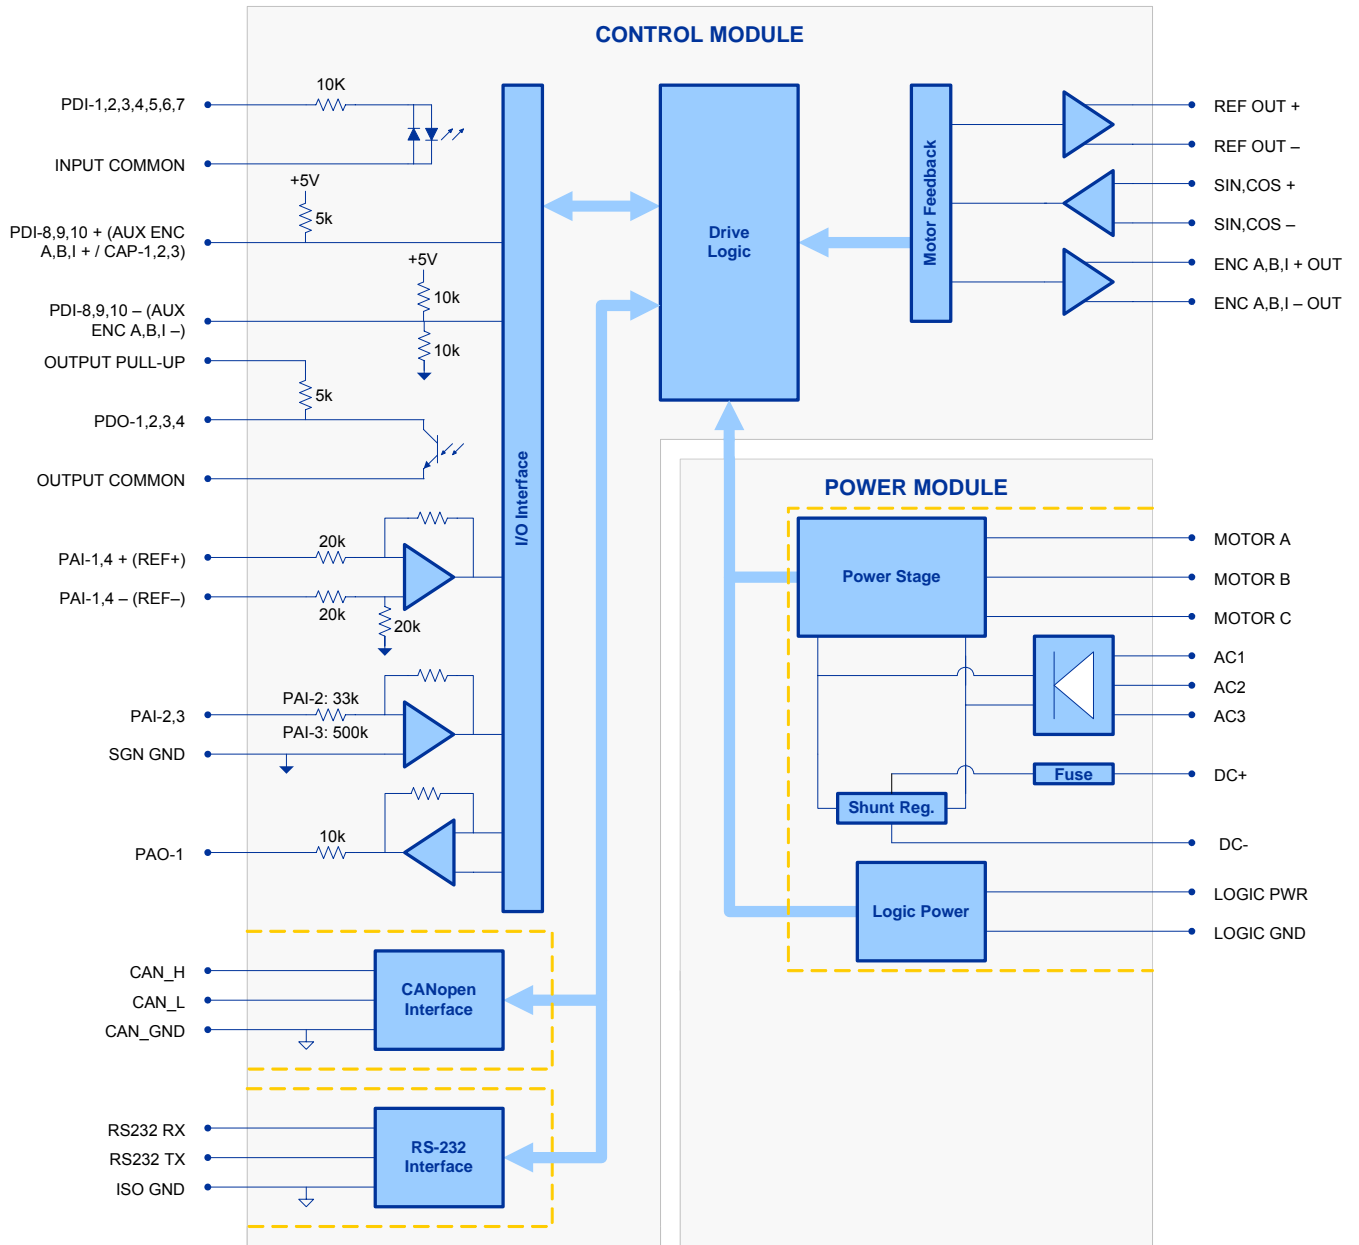 CONTROL MODULE
PDI-1,2,3,4,5,6,7
10K
INPUT COMMON
+5V
5k
PDI-8,9,10 + (AUX ENC
A,B,I + / CAP-1,2,3)
+5V
10k
PDI-8,9,10 – (AUX
ENC A,B,I –)
10k
OUTPUT PULL-UP
5k
PDO-1,2,3,4
OUTPUT COMMON
PAI-1,4 + (REF+)
20k
PAI-1,4 – (REF–)
20k
20k
PAI-2,3
PAI-2: 33k
PAI-3: 500k
SGN GND
PAO-1
10k
I/O Interface
CAN_H
CAN_L
CAN_GND
CANopen
Interface
RS232 RX
RS232 TX
ISO GND
RS-232
Interface
Drive
Logic
Motor Feedback
REF OUT +
REF OUT –
SIN,COS +
SIN,COS –
ENC A,B,I + OUT
ENC A,B,I – OUT
POWER MODULE
Power Stage
MOTOR A
MOTOR B
MOTOR C
AC1
AC2
AC3
Fuse
DC+
Shunt Reg.
DC-
Logic Power
LOGIC PWR
LOGIC GND